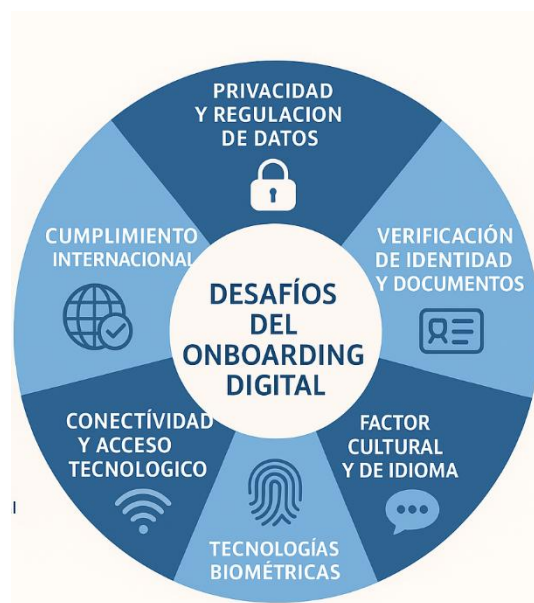 PRIVACIDAD
Y REGULACION
DE DATOS
VERIFICACIÓN
DE IDENTIDAD
Y DOCUMENTOS
FACTOR
CULTURAL
Y DE IDIOMA
TECNOLOGÍAS
BIOMÉTRICAS
CONECTÍVIDAD
Y ACCESO
TECNOLOGICO
CUMPLIMIENTO
INTERNACIONAL
DESAFÍOS
DEL
ONBOARDING
DIGITAL